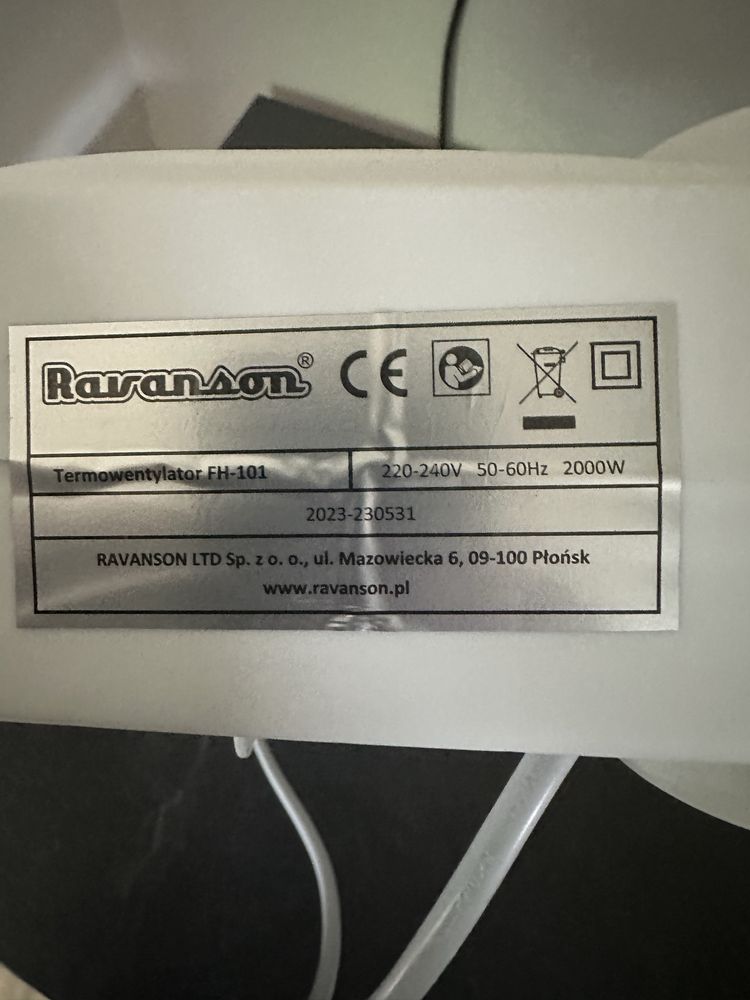 Ravanson® CE
Termowentylator FH-101 220-240V 50-60Hz 2000W
2023-230531
RAVANSON LTD Sp. z o. o., ul. Mazowiecka 6, 09-100 Płońsk
www.ravanson.pl